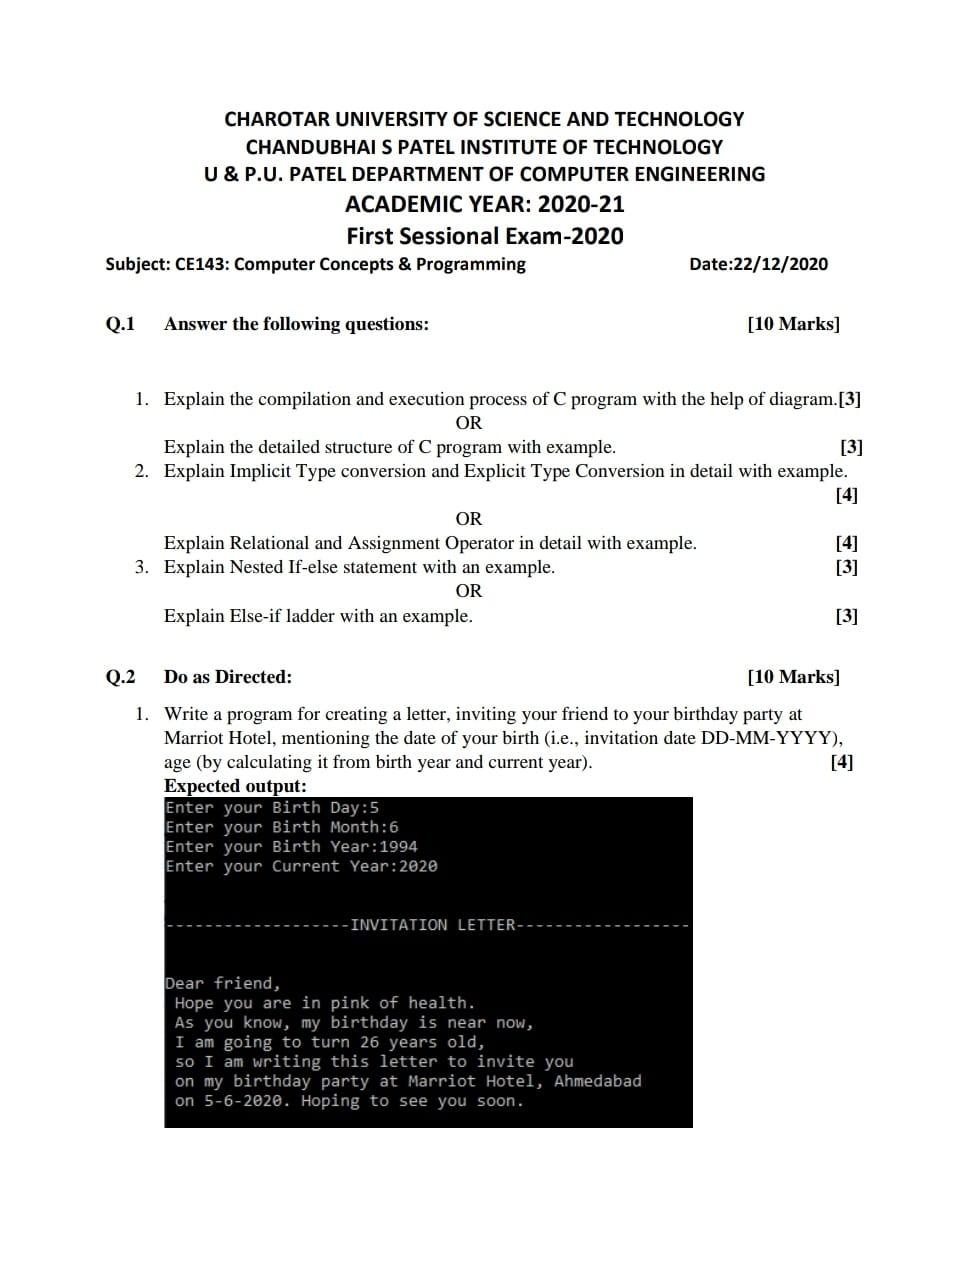 CHAROTAR UNIVERSITY OF SCIENCE AND TECHNOLOGY
CHANDUBHAI S PATEL INSTITUTE OF TECHNOLOGY
U & P.U. PATEL DEPARTMENT OF COMPUTER ENGINEERING
ACADEMIC YEAR: 2020-21
First Sessional Exam-2020
Subject: CE143: Computer Concepts & Programming Date:22/12/2020
Q.1 Answer the following questions: [10 Marks]
1. Explain the compilation and execution process of C program with the help of diagram.[3]
OR
Explain the detailed structure of C program with example. [3]
2. Explain Implicit Type conversion and Explicit Type Conversion in detail with example.
[4]
OR
Explain Relational and Assignment Operator in detail with example. [4]
3. Explain Nested If-else statement with an example. [3]
OR
Explain Else-if ladder with an example. [3]
Q.2 Do as Directed: [10 Marks]
1. Write a program for creating a letter, inviting your friend to your birthday party at
Marriot Hotel, mentioning the date of your birth (i.e., invitation date DD-MM-YYYY),
age (by calculating it from birth year and current year). [4]
Expected output:
Enter your Birth Day:5
Enter your Birth Month:6
Enter your Birth Year:1994
Enter your Current Year:2020
-------------------INVITATION LETTER------------------
Dear friend,
Hope you are in pink of health.
As you know, my birthday is near now,
I am going to turn 26 years old,
so I am writing this letter to invite you
on my birthday party at Marriot Hotel, Ahmedabad
on 5-6-2020. Hoping to see you soon.